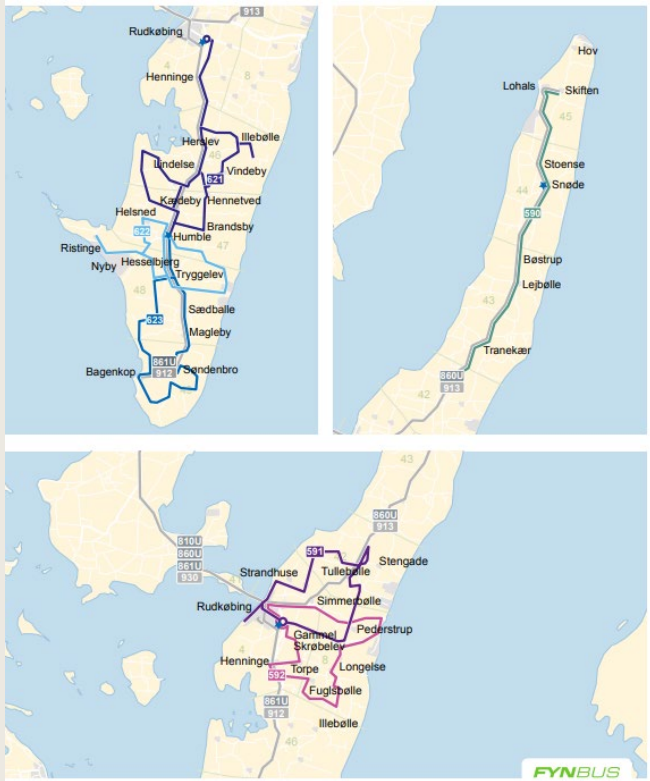 913
Rudkøbing
4
8
Henninge
Herslev
Illebølle
46
Lindelse
Vindeby
621
Kædeby
Hennetved
Helsned
Brandsby
622
Humble
Ristinge
47
Hesselbjerg
Nyby
Tryggelev
48
Sædballe
623
Magleby
861U
Bagenkop
912
Søndenbro
Hov
Lohals
Skiften
45
Stoense
44
Snøde
590
Bøstrup
Lejbølle
43
Tranekær
860U
913
42
43
860U
913
810U
860U
861U
930
591
Stengade
Tullebølle
Strandhuse
41
Simmerbølle
Rudkøbing
Pederstrup
Gammel
Skrøbelev
4
Henninge
8
Torpe
Longelse
592
Fuglsbølle
861U
912
Illebølle
46
FYNBUS